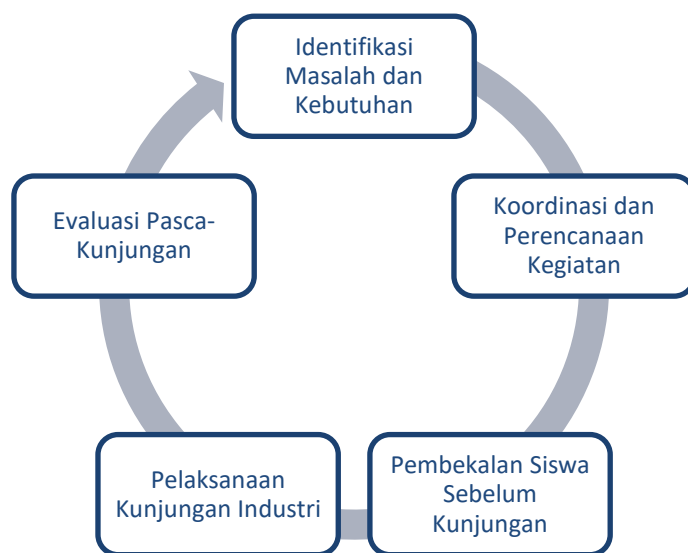 Identifikasi
Masalah dan
Kebutuhan
Koordinasi dan
Perencanaan
Kegiatan
Pembekalan Siswa
Sebelum
Kunjungan
Pelaksanaan
Kunjungan Industri
Evaluasi Pasca-
Kunjungan